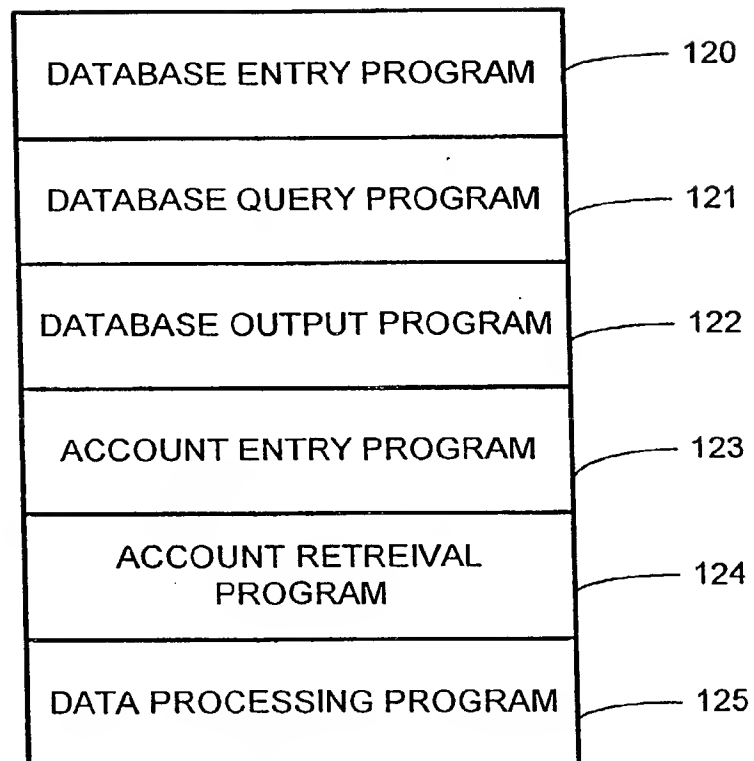 DATABASE ENTRY PROGRAM 120
DATABASE QUERY PROGRAM 121
DATABASE OUTPUT PROGRAM 122
ACCOUNT ENTRY PROGRAM 123
ACCOUNT RETREIVAL
PROGRAM 124
DATA PROCESSING PROGRAM 125